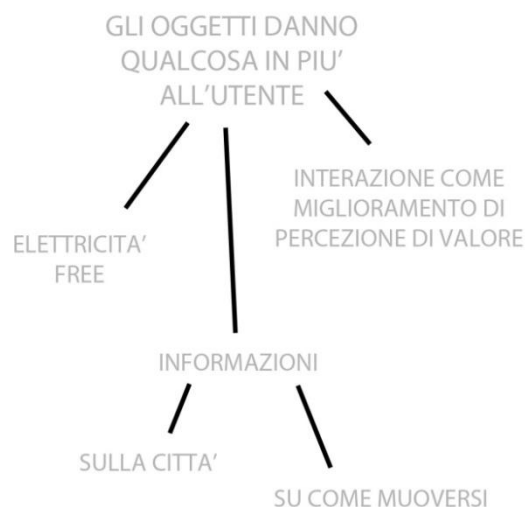 GLI OGGETTI DANNO
QUALCOSA IN PIU'
ALL'UTENTE
INTERAZIONE COME
MIGLIORAMENTO DI
PERCEZIONE DI VALORE
ELETTRICITA'
FREE
INFORMAZIONI
SULLA CITTA'
SU COME MUOVERSI